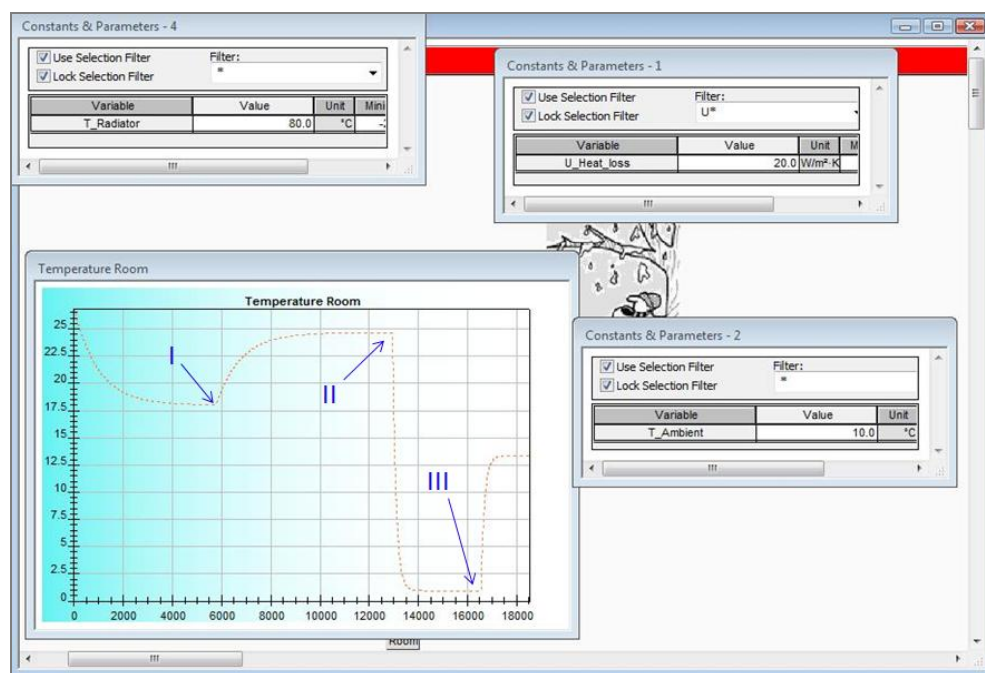 Constants & Parameters - 4
Use Selection Filter Filter:
Lock Selection Filter *
Variable Value Unit Mini
T_Radiator 80.0 °C -2
Constants & Parameters - 1
Use Selection Filter Filter:
Lock Selection Filter U*
Variable Value Unit M
U_Heat_loss 20.0 W/m²·K
Temperature Room
Temperature Room
25
22.5
20
17.5
15
12.5
10
7.5
5
2.5
0
I
II
III
0 2000 4000 6000 8000 10000 12000 14000 16000 18000
Constants & Parameters - 2
Use Selection Filter Filter:
Lock Selection Filter *
Variable Value Unit
T_Ambient 10.0 °C
Room